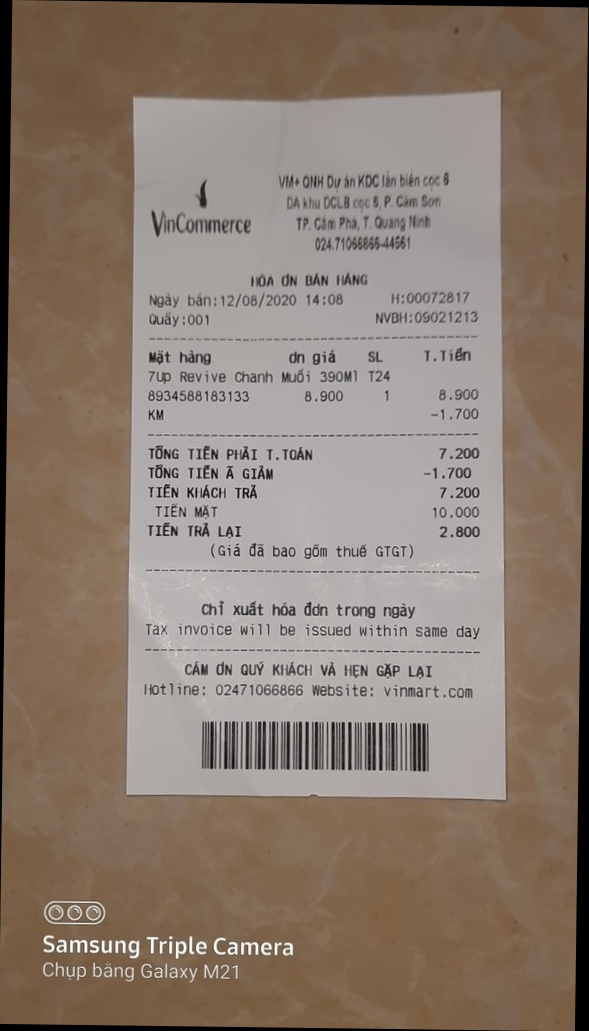 VinCommerce
VM+ QNH Dự án KDC lấn biển cọc 6
DA khu DCLB cọc 6, P. Cẩm Sơn
TP. Cẩm Phả, T. Quảng Ninh
024.71066866-44561
HÓA ƠN BÁN HÀNG
Ngày bán:12/08/2020 14:08 H:00072817
Quầy:001 NVBH:09021213
Mặt hàng ơn giá SL T.Tiền
7Up Revive Chanh Muối 390Ml T24
8934588183133 8.900 1 8.900
KM -1.700
TỔNG TIỀN PHẢI T.TOÁN 7.200
TỔNG TIỀN Ã GIẢM -1.700
TIỀN KHÁCH TRẢ 7.200
TIỀN MẶT 10.000
TIỀN TRẢ LẠI 2.800
(Giá đã bao gồm thuế GTGT)
Chỉ xuất hóa đơn trong ngày
Tax invoice will be issued within same day
CẢM ƠN QUÝ KHÁCH VÀ HẸN GẶP LẠI
Hotline: 02471066866 Website: vinmart.com
Samsung Triple Camera
Chụp bằng Galaxy M21